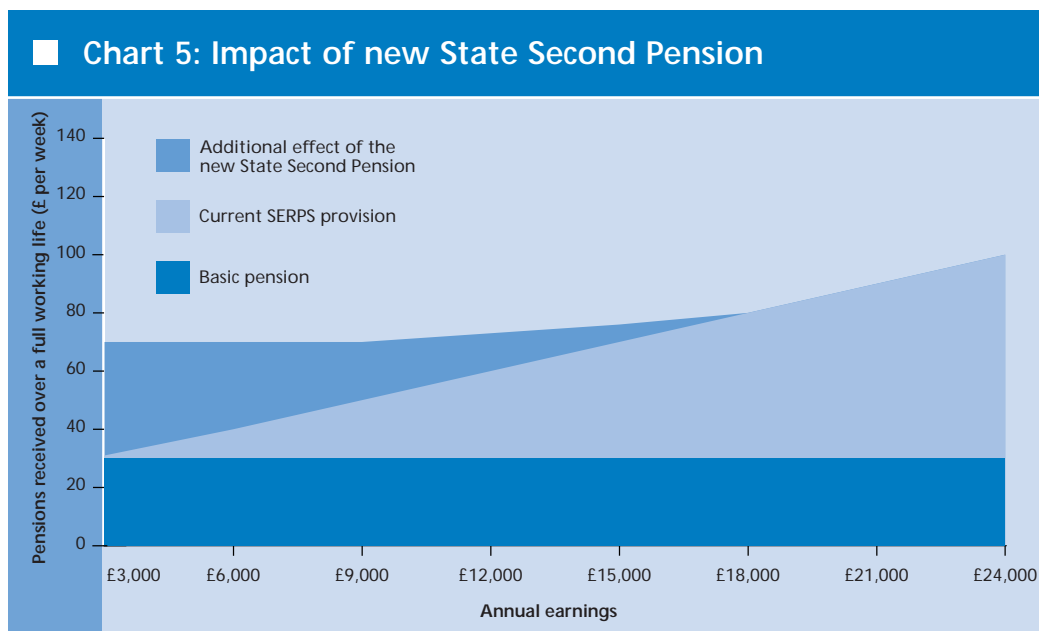 Chart 5: Impact of new State Second Pension
Pensions received over a full working life (£ per week)
140
120
100
80
60
40
20
0
Additional effect of the
new State Second Pension
Current SERPS provision
Basic pension
£3,000 £6,000 £9,000 £12,000 £15,000 £18,000 £21,000 £24,000
Annual earnings